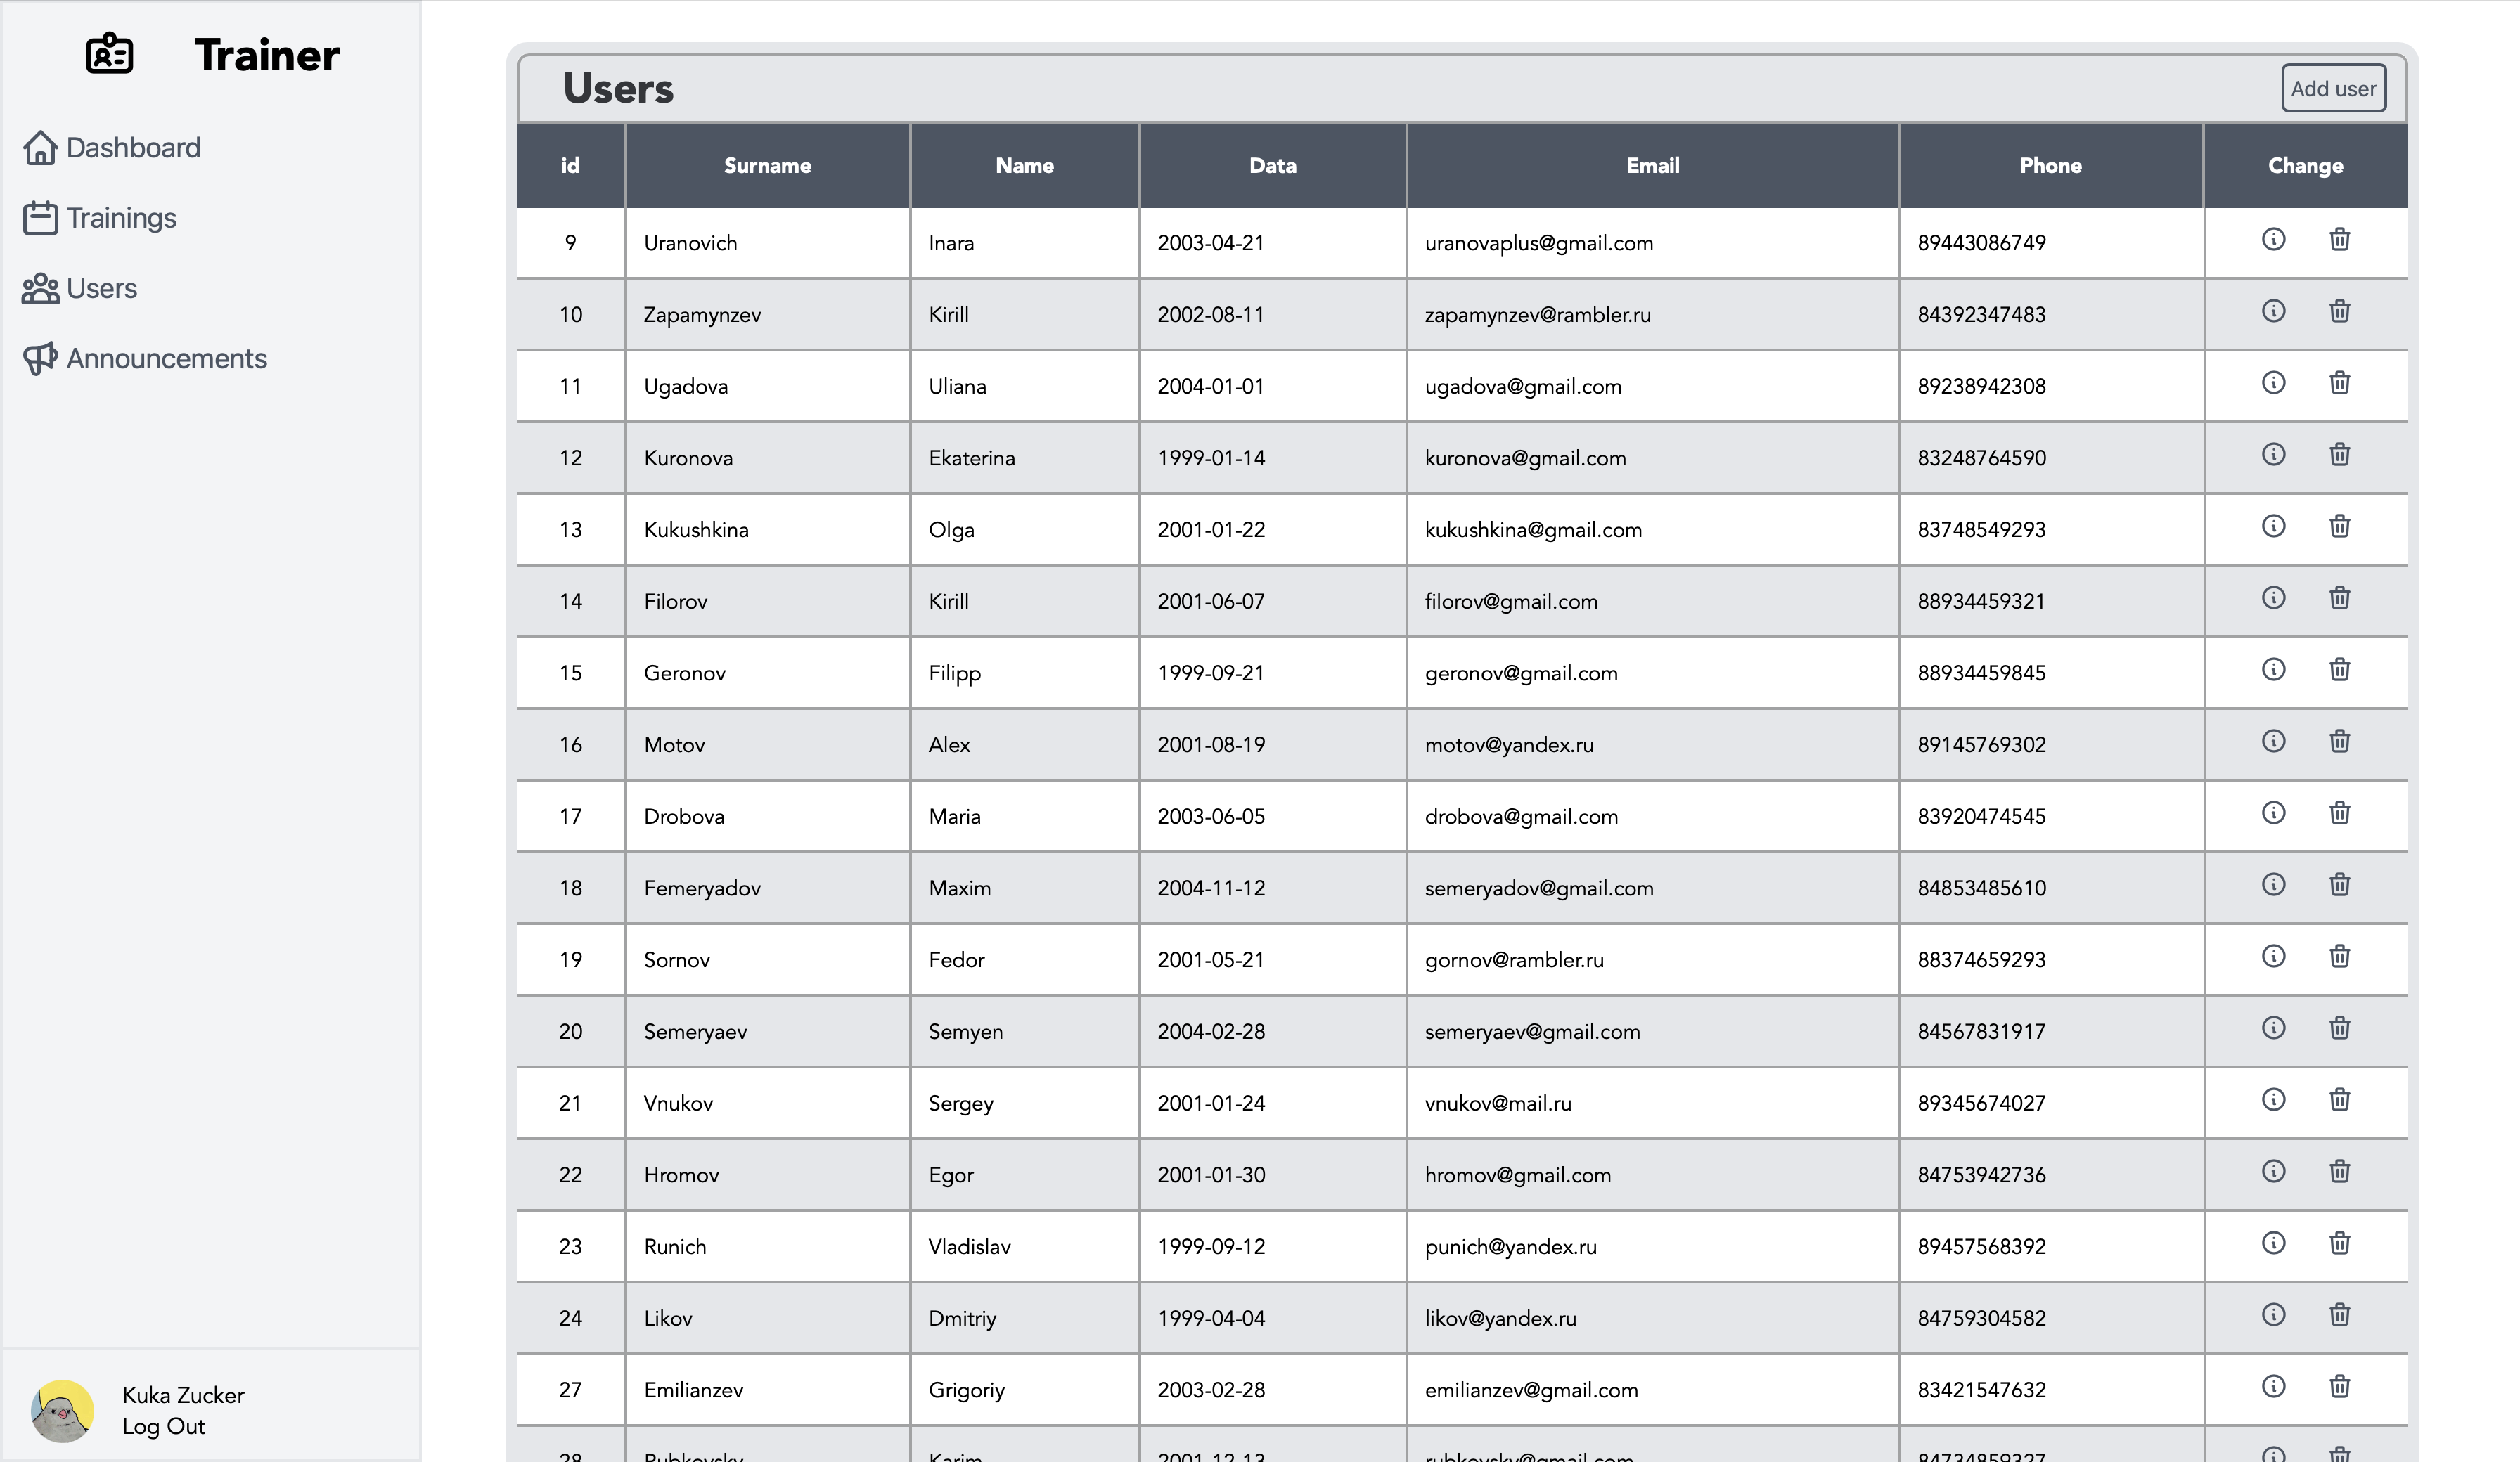 Trainer
Dashboard
Trainings
Users
Announcements
Kuka Zucker
Log Out
Users
Add user
id Surname Name Data Email Phone Change
9 Uranovich Inara 2003-04-21 uranovaplus@gmail.com 89443086749
10 Zapamynzev Kirill 2002-08-11 zapamynzev@rambler.ru 84392347483
11 Ugadova Uliana 2004-01-01 ugadova@gmail.com 89238942308
12 Kuronova Ekaterina 1999-01-14 kuronova@gmail.com 83248764590
13 Kukushkina Olga 2001-01-22 kukushkina@gmail.com 83748549293
14 Filorov Kirill 2001-06-07 filorov@gmail.com 88934459321
15 Geronov Filipp 1999-09-21 geronov@gmail.com 88934459845
16 Motov Alex 2001-08-19 motov@yandex.ru 89145769302
17 Drobova Maria 2003-06-05 drobova@gmail.com 83920474545
18 Femeryadov Maxim 2004-11-12 semeryadov@gmail.com 84853485610
19 Sornov Fedor 2001-05-21 gornov@rambler.ru 88374659293
20 Semeryaev Semyen 2004-02-28 semeryaev@gmail.com 84567831917
21 Vnukov Sergey 2001-01-24 vnukov@mail.ru 89345674027
22 Hromov Egor 2001-01-30 hromov@gmail.com 84753942736
23 Runich Vladislav 1999-09-12 punich@yandex.ru 89457568392
24 Likov Dmitriy 1999-04-04 likov@yandex.ru 84759304582
27 Emilianzev Grigoriy 2003-02-28 emilianzev@gmail.com 83421547632
28 Karim 2001-12-13 84734859327